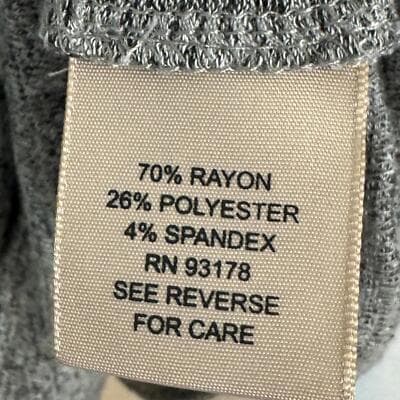 70% RAYON
26% POLYESTER
4% SPANDEX
RN 93178
SEE REVERSE
FOR CARE